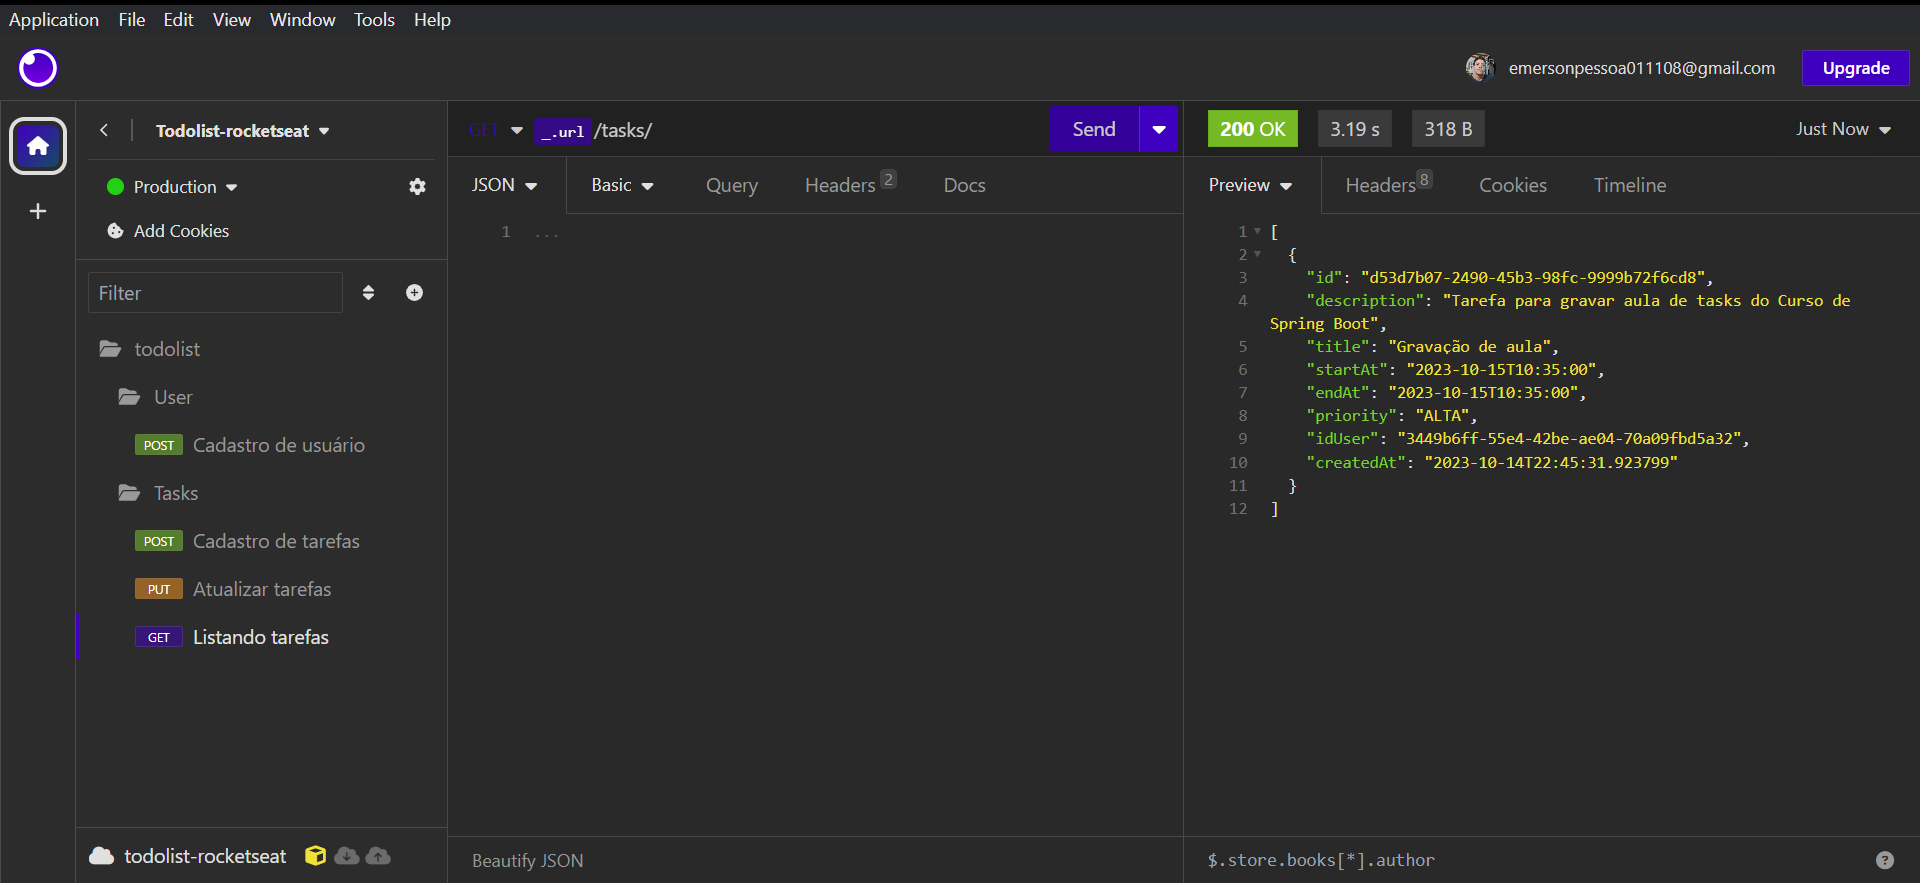 Application File Edit View Window Tools Help
emersonpessoa011108@gmail.com Upgrade
Todolist-rocketseat
Production
Add Cookies
Filter
todolist
User
POST Cadastro de usuário
Tasks
POST Cadastro de tarefas
PUT Atualizar tarefas
GET Listando tarefas
todolist-rocketseat
GET _.url /tasks/ Send
JSON Basic Query Headers 2 Docs
1 ...
Beautify JSON
200 OK 3.19 s 318 B Just Now
Preview Headers 8 Cookies Timeline
1 [
2 {
3 "id": "d53d7b07-2490-45b3-98fc-9999b72f6cd8",
4 "description": "Tarefa para gravar aula de tasks do Curso de
Spring Boot",
5 "title": "Gravação de aula",
6 "startAt": "2023-10-15T10:35:00",
7 "endAt": "2023-10-15T10:35:00",
8 "priority": "ALTA",
9 "idUser": "3449b6ff-55e4-42be-ae04-70a09fbd5a32",
10 "createdAt": "2023-10-14T22:45:31.923799"
11 }
12 ]
$.store.books[*].author ?